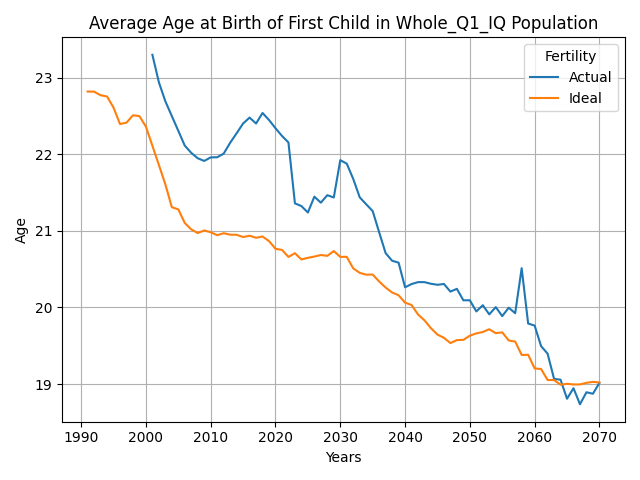 Average Age at Birth of First Child in Whole_Q1_IQ Population
Fertility
Actual
Ideal
23
22
21
20
19
Age
1990
2000
2010
2020
2030
2040
2050
2060
2070
Years